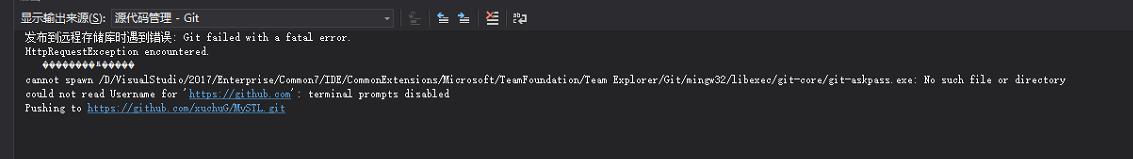 显示输出来源(S): 源代码管理 - Git
发布到远程存储库时遇到错误: Git failed with a fatal error.
HttpRequestException encountered.
cannot spawn /D/VisualStudio/2017/Enterprise/Common7/IDE/CommonExtensions/Microsoft/TeamFoundation/Team Explorer/Git/mingw32/libexec/git-core/git-askpass.exe: No such file or directory
could not read Username for 'https://github.com': terminal prompts disabled
Pushing to https://github.com/xuchuG/MySTL.git